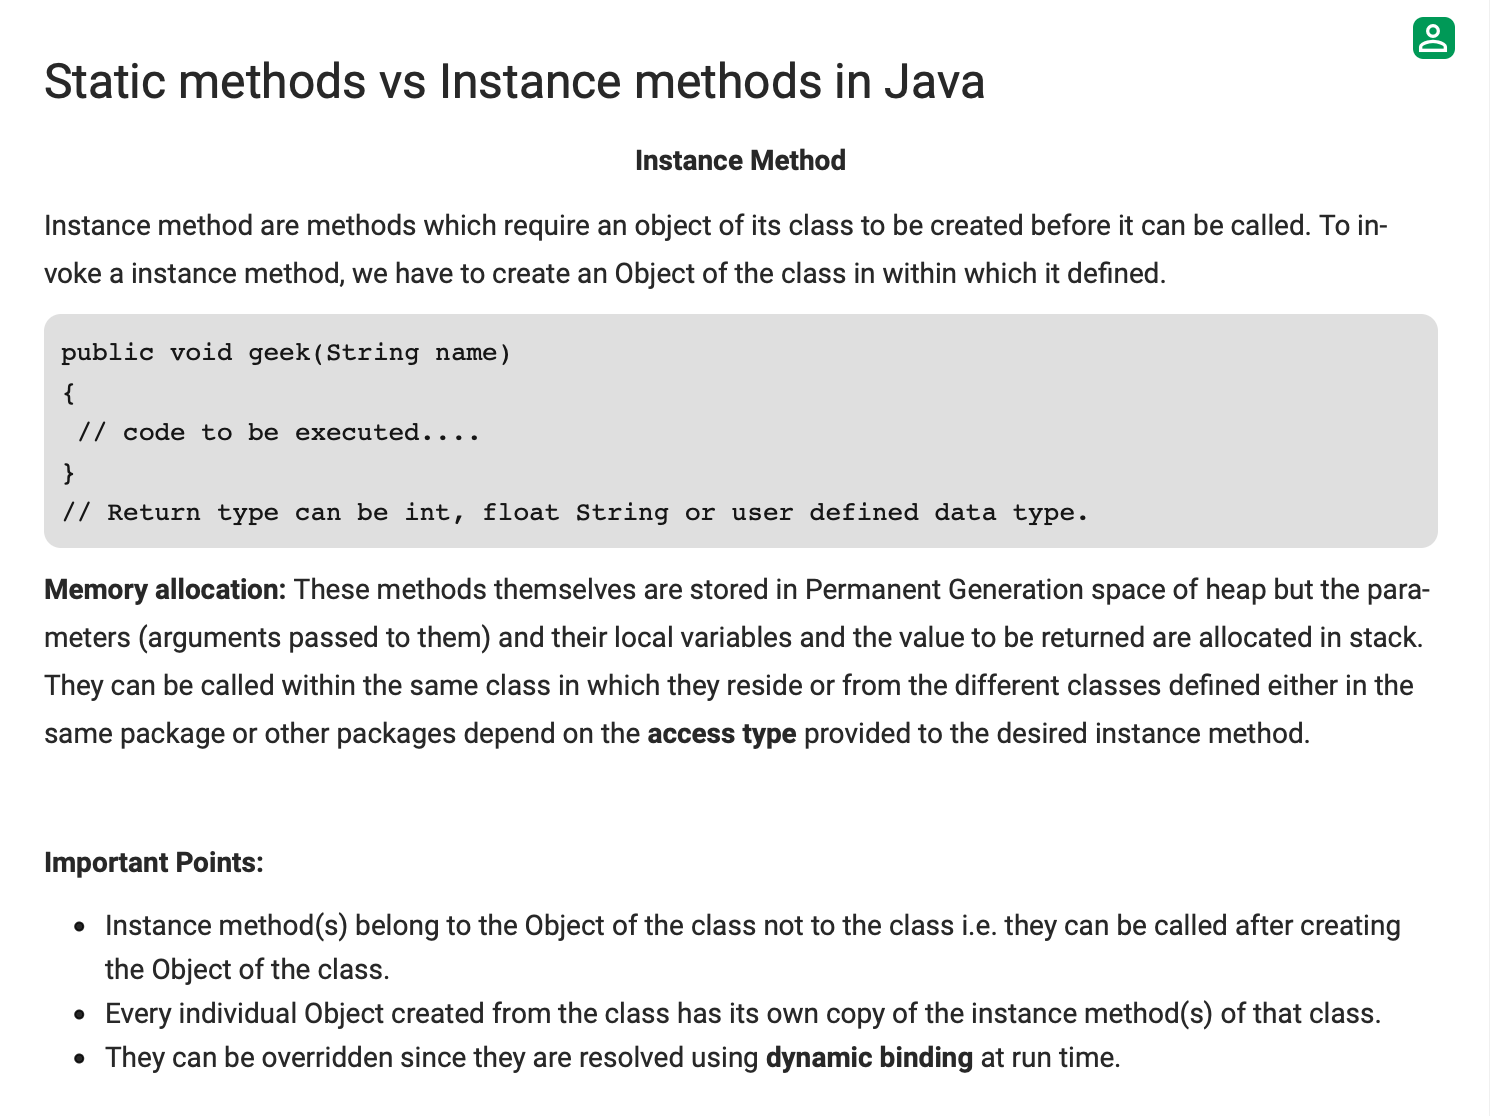 Static methods vs Instance methods in Java
Instance Method
Instance method are methods which require an object of its class to be created before it can be called. To in-
voke a instance method, we have to create an Object of the class in within which it defined.
public void geek(String name)
{
 // code to be executed....
}
// Return type can be int, float String or user defined data type.
Memory allocation: These methods themselves are stored in Permanent Generation space of heap but the para-
meters (arguments passed to them) and their local variables and the value to be returned are allocated in stack.
They can be called within the same class in which they reside or from the different classes defined either in the
same package or other packages depend on the access type provided to the desired instance method.
Important Points:
• Instance method(s) belong to the Object of the class not to the class i.e. they can be called after creating
the Object of the class.
• Every individual Object created from the class has its own copy of the instance method(s) of that class.
• They can be overridden since they are resolved using dynamic binding at run time.